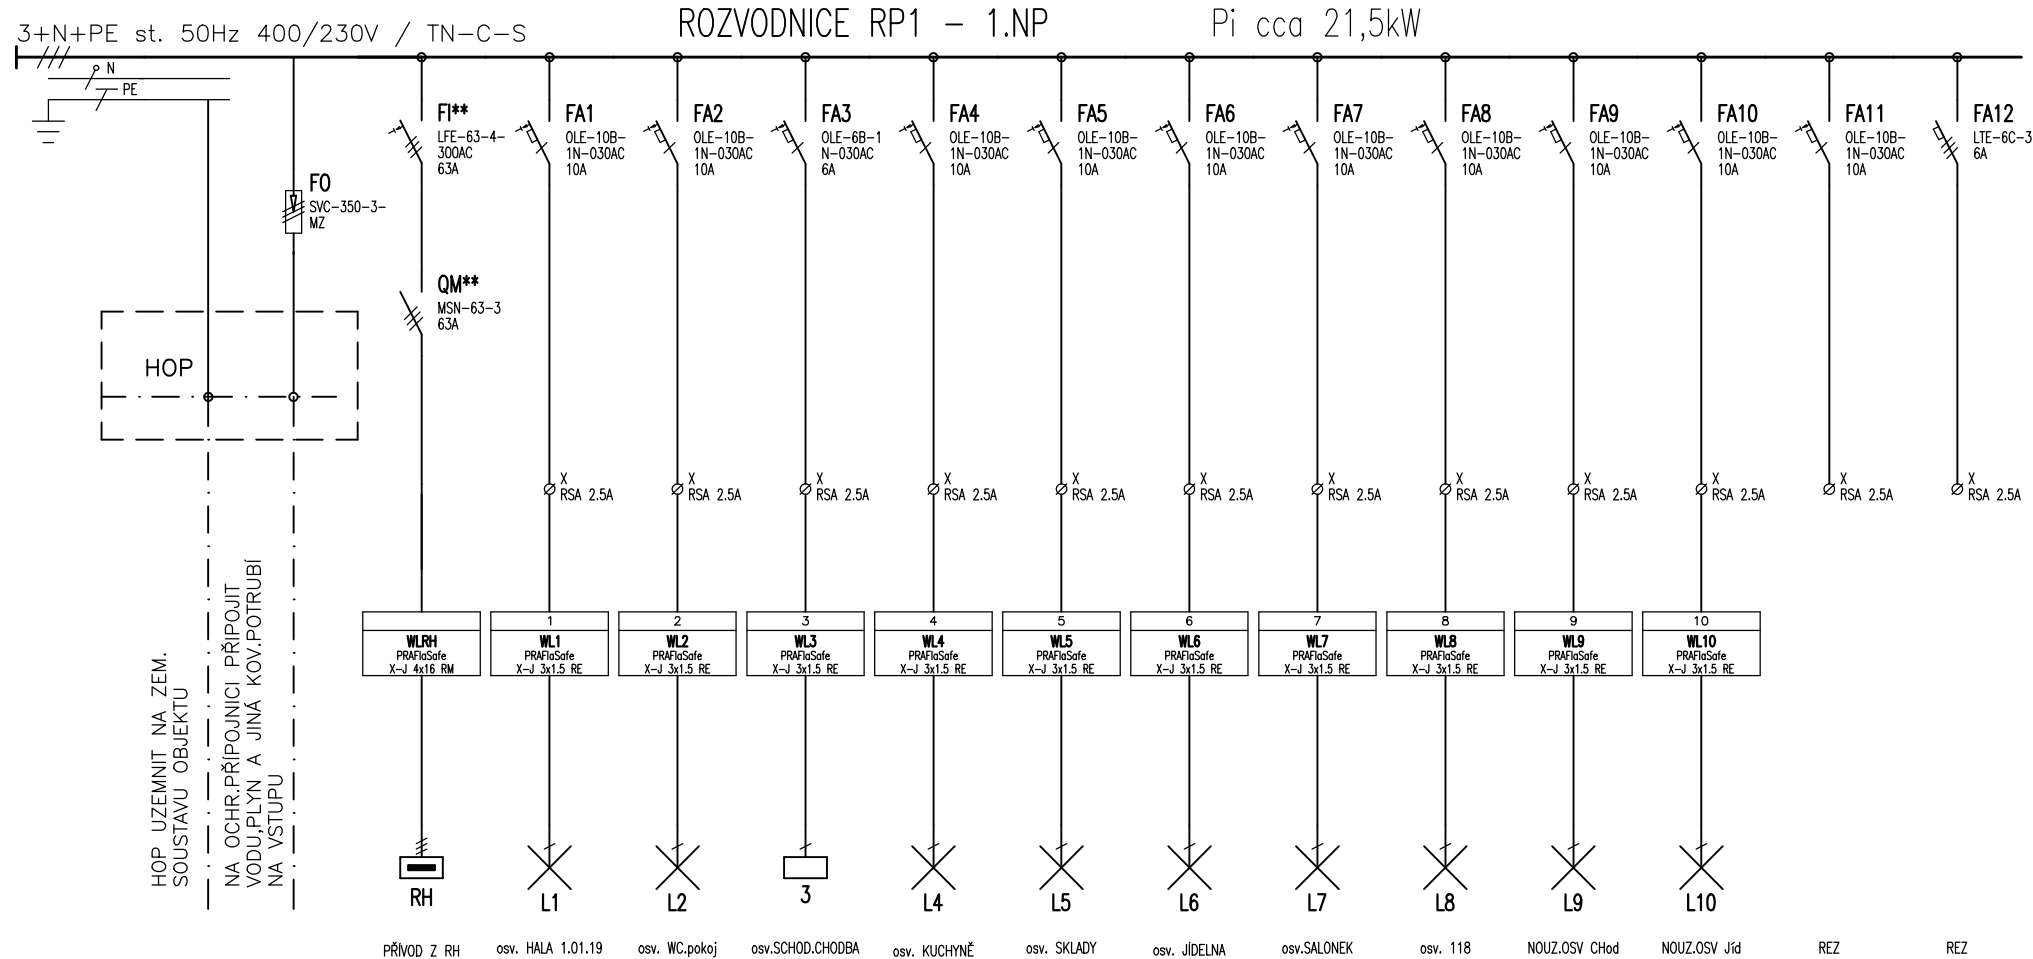 3+N+PE st. 50Hz 400/230V / TN-C-S
ROZVODNICE RP1 - 1.NP
Pi cca 21,5kW
N
PE
F0
SVC-350-3-
MZ
HOP
HOP UZEMNIT NA ZEM.
SOUSTAVU OBJEKTU
NA OCHR.PŘÍPOJNICI PŘIPOJIT
VODU,PLYN A JINÁ KOV.POTRUBÍ
NA VSTUPU
FI**
LFE-63-4-
300AC
63A
QM**
MSN-63-3
63A
WLRH
PRAFlaSafe
X-J 4x16 RM
RH
PŘÍVOD Z RH
FA1
OLE-10B-
1N-030AC
10A
X
RSA 2.5A
1
WL1
PRAFlaSafe
X-J 3x1.5 RE
L1
osv. HALA 1.01.19
FA2
OLE-10B-
1N-030AC
10A
X
RSA 2.5A
2
WL2
PRAFlaSafe
X-J 3x1.5 RE
L2
osv. WC.pokoj
FA3
OLE-6B-1
N-030AC
6A
X
RSA 2.5A
3
WL3
PRAFlaSafe
X-J 3x1.5 RE
3
osv.SCHOD.CHODBA
FA4
OLE-10B-
1N-030AC
10A
X
RSA 2.5A
4
WL4
PRAFlaSafe
X-J 3x1.5 RE
L4
osv. KUCHYNĚ
FA5
OLE-10B-
1N-030AC
10A
X
RSA 2.5A
5
WL5
PRAFlaSafe
X-J 3x1.5 RE
L5
osv. SKLADY
FA6
OLE-10B-
1N-030AC
10A
X
RSA 2.5A
6
WL6
PRAFlaSafe
X-J 3x1.5 RE
L6
osv. JÍDELNA
FA7
OLE-10B-
1N-030AC
10A
X
RSA 2.5A
7
WL7
PRAFlaSafe
X-J 3x1.5 RE
L7
osv.SALONEK
FA8
OLE-10B-
1N-030AC
10A
X
RSA 2.5A
8
WL8
PRAFlaSafe
X-J 3x1.5 RE
L8
osv. 118
FA9
OLE-10B-
1N-030AC
10A
X
RSA 2.5A
9
WL9
PRAFlaSafe
X-J 3x1.5 RE
L9
NOUZ.OSV CHod
FA10
OLE-10B-
1N-030AC
10A
X
RSA 2.5A
10
WL10
PRAFlaSafe
X-J 3x1.5 RE
L10
NOUZ.OSV Jíd
FA11
OLE-10B-
1N-030AC
10A
X
RSA 2.5A
REZ
FA12
LTE-6C-3
6A
X
RSA 2.5A
REZ